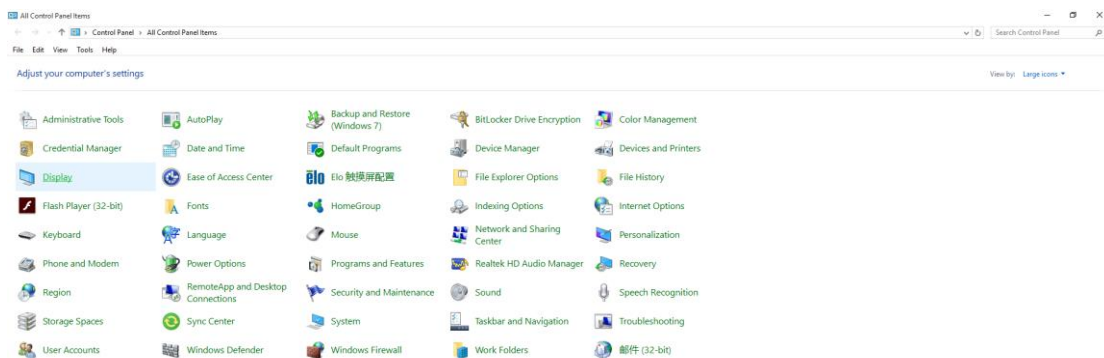 All Control Panel Items
Control Panel > All Control Panel Items
Search Control Panel
File Edit View Tools Help
Adjust your computer's settings
View by: Large icons
Administrative Tools
AutoPlay
Backup and Restore
(Windows 7)
BitLocker Drive Encryption
Color Management
Credential Manager
Date and Time
Default Programs
Device Manager
Devices and Printers
Display
Ease of Access Center
elo
Elo 触摸屏配置
File Explorer Options
File History
Flash Player (32-bit)
Fonts
HomeGroup
Indexing Options
Internet Options
Keyboard
Language
Mouse
Network and Sharing
Center
Personalization
Phone and Modem
Power Options
Programs and Features
Realtek HD Audio Manager
Recovery
Region
RemoteApp and Desktop
Connections
Security and Maintenance
Sound
Speech Recognition
Storage Spaces
Sync Center
System
Taskbar and Navigation
Troubleshooting
User Accounts
Windows Defender
Windows Firewall
Work Folders
邮件 (32-bit)